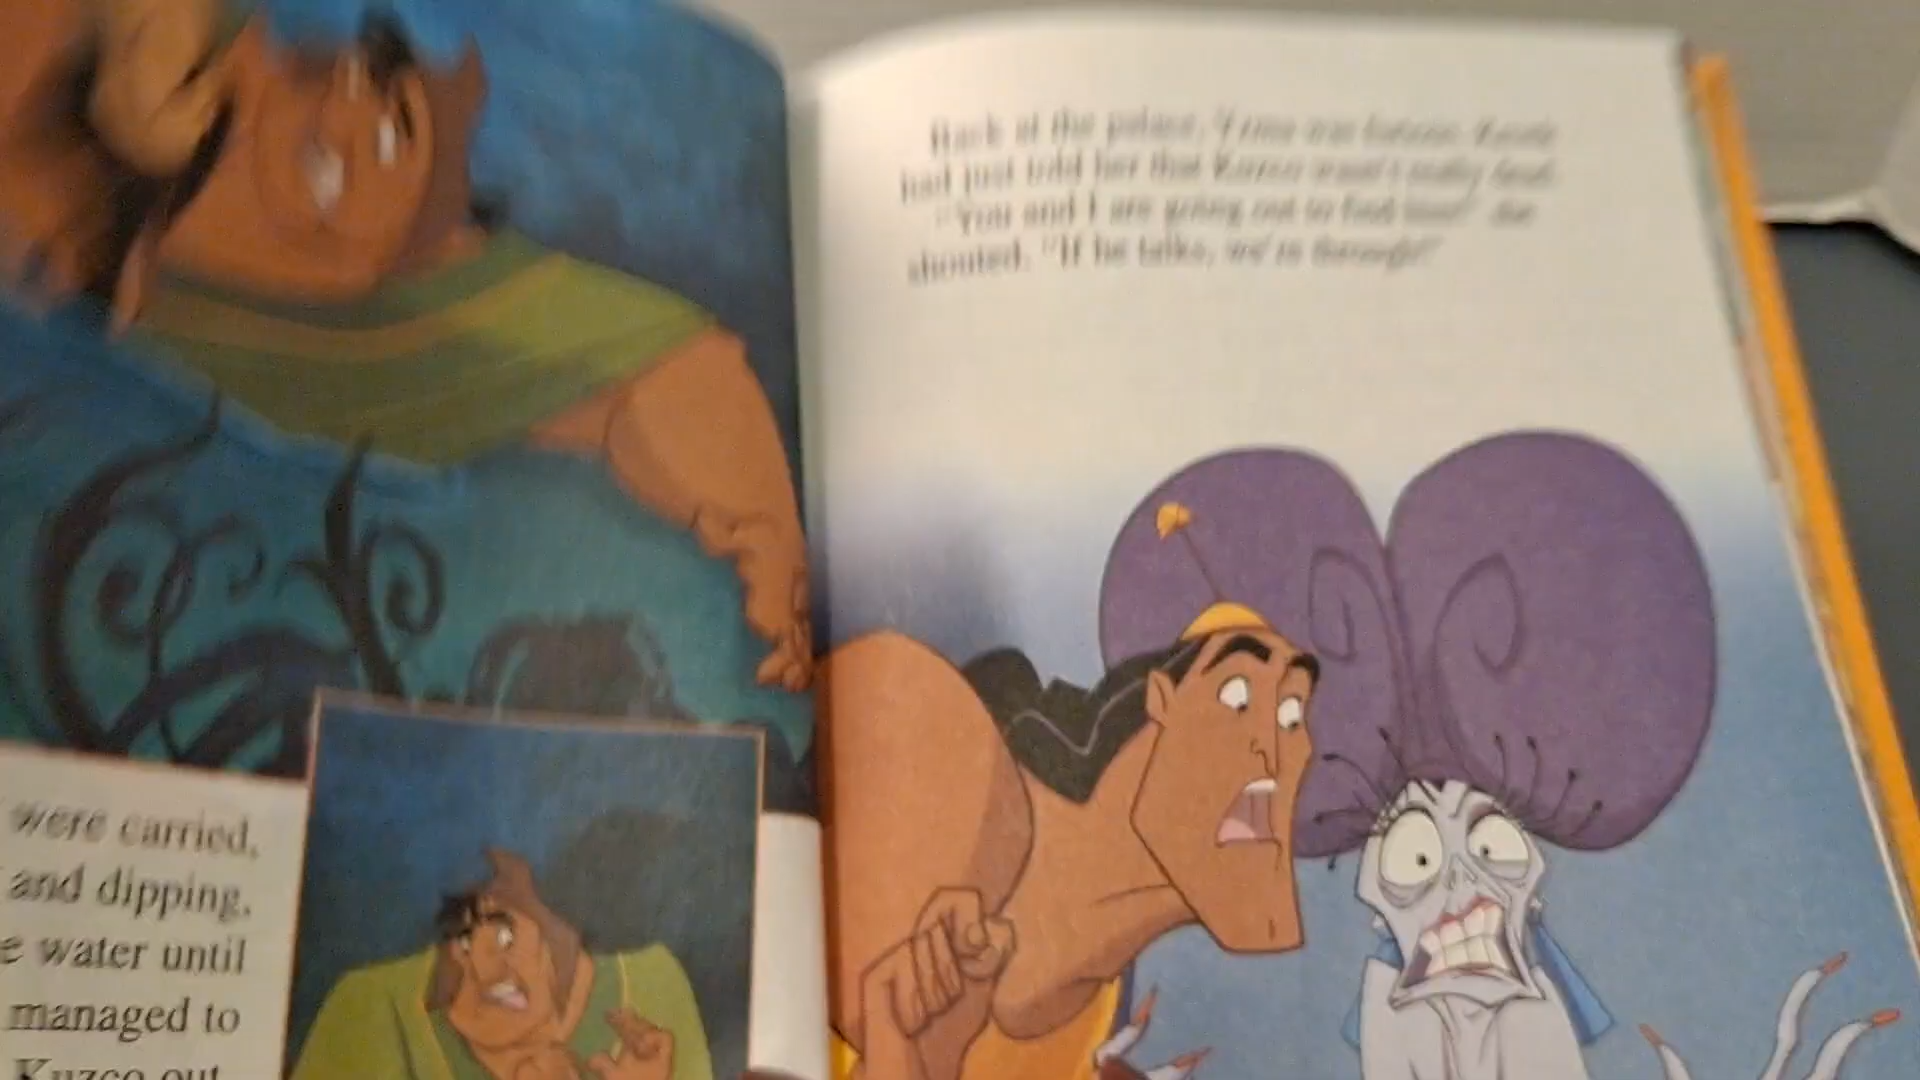 were carried,
and dipping,
water until
managed to
Kuzco out
Back at the palace, Yzma was furious. Kronk
had just told her that Kuzco wasn't really dead.
"You and I are going out to find him!" she
shouted. "If he talks, we're through!"